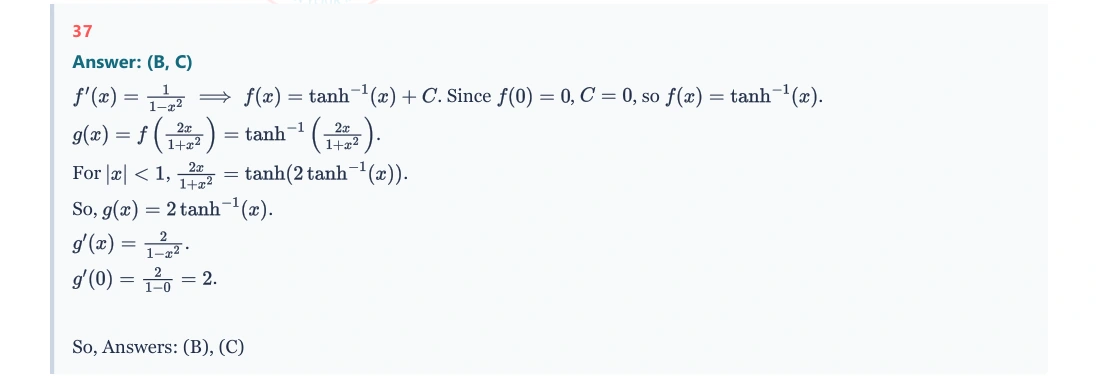 37
Answer: (B, C)
f′(x) = 1/(1−x²) ⟹ f(x) = tanh⁻¹(x) + C. Since f(0) = 0, C = 0, so f(x) = tanh⁻¹(x).
g(x) = f(2x/(1+x²)) = tanh⁻¹(2x/(1+x²)).
For |x| < 1, 2x/(1+x²) = tanh(2 tanh⁻¹(x)).
So, g(x) = 2 tanh⁻¹(x).
g′(x) = 2/(1−x²).
g′(0) = 2/(1−0) = 2.
So, Answers: (B), (C)